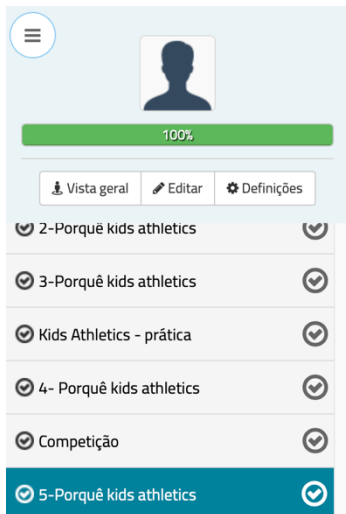 100%
Vista geral Editar Definições
2-Porquê kids athletics
3-Porquê kids athletics
Kids Athletics - prática
4- Porquê kids athletics
Competição
5-Porquê kids athletics